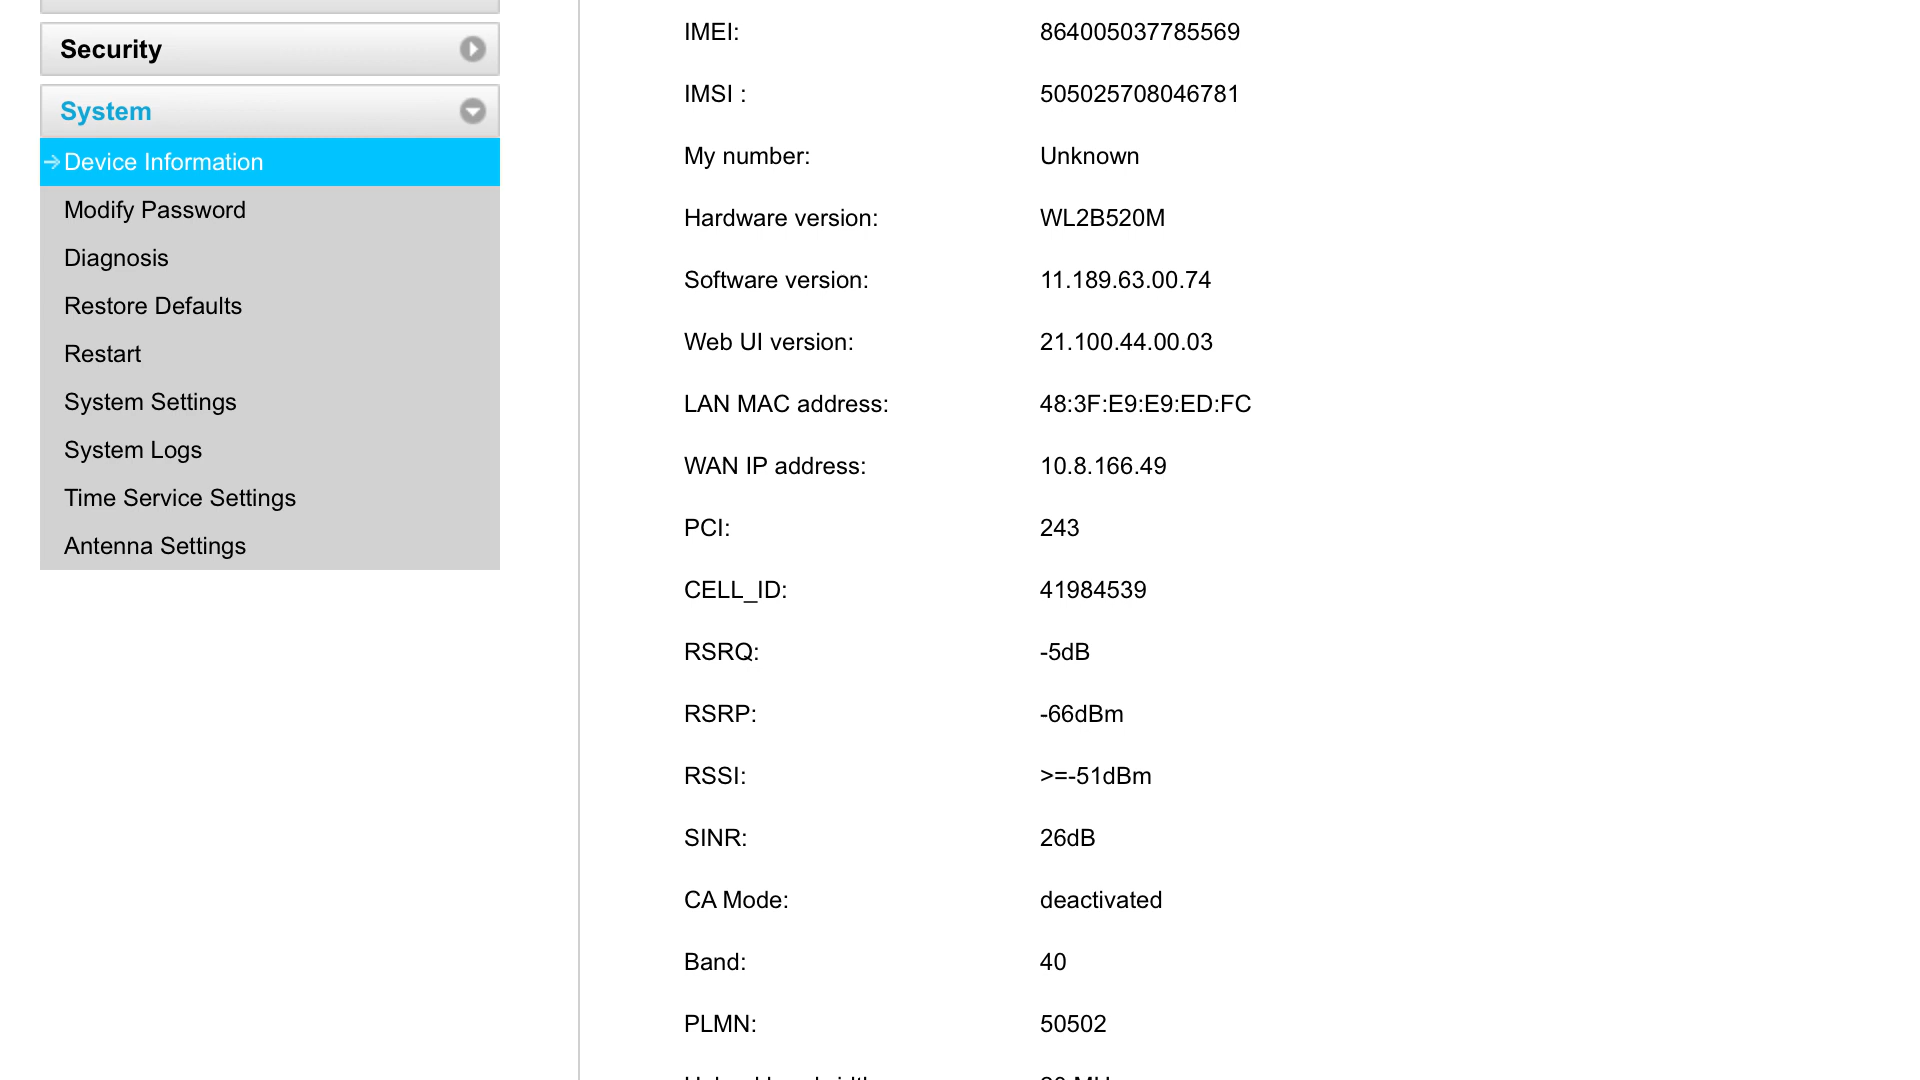 Security
System
Device Information
Modify Password
Diagnosis
Restore Defaults
Restart
System Settings
System Logs
Time Service Settings
Antenna Settings
IMEI: 864005037785569
IMSI : 505025708046781
My number: Unknown
Hardware version: WL2B520M
Software version: 11.189.63.00.74
Web UI version: 21.100.44.00.03
LAN MAC address: 48:3F:E9:E9:ED:FC
WAN IP address: 10.8.166.49
PCI: 243
CELL_ID: 41984539
RSRQ: -5dB
RSRP: -66dBm
RSSI: >=-51dBm
SINR: 26dB
CA Mode: deactivated
Band: 40
PLMN: 50502